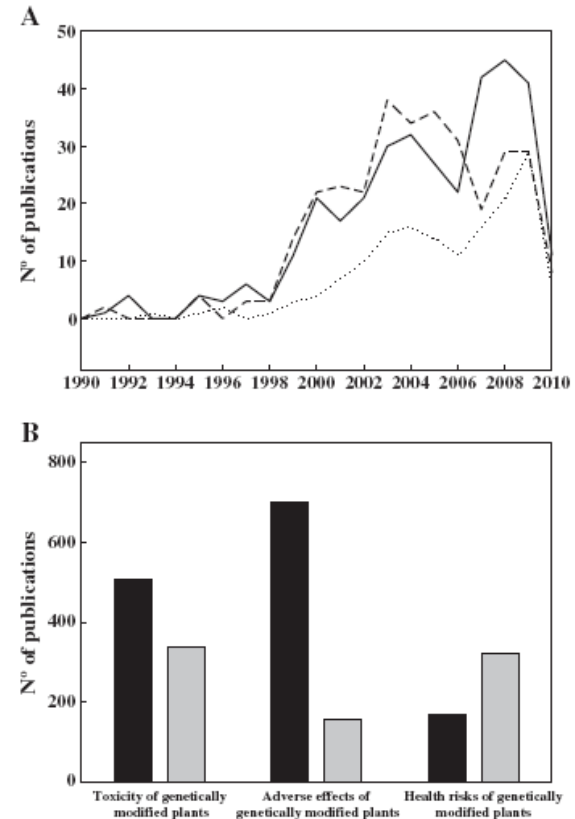 A
50
40
30
20
10
0
Nº of publications
1990 1992 1994 1996 1998 2000 2002 2004 2006 2008 2010
B
800
600
400
200
0
Nº of publications
Toxicity of genetically
modified plants
Adverse effects of
genetically modified plants
Health risks of genetically
modified plants